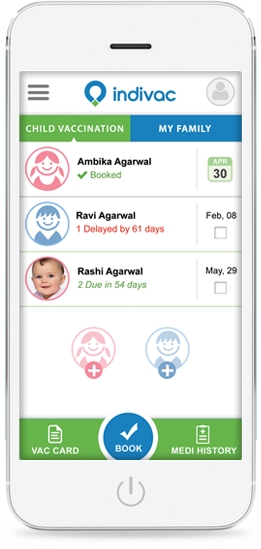 indivac
CHILD VACCINATION
MY FAMILY
Ambika Agarwal
Booked
APR
30
Ravi Agarwal
1 Delayed by 61 days
Feb, 08
Rashi Agarwal
2 Due in 54 days
May, 29
VAC CARD
BOOK
MEDI HISTORY